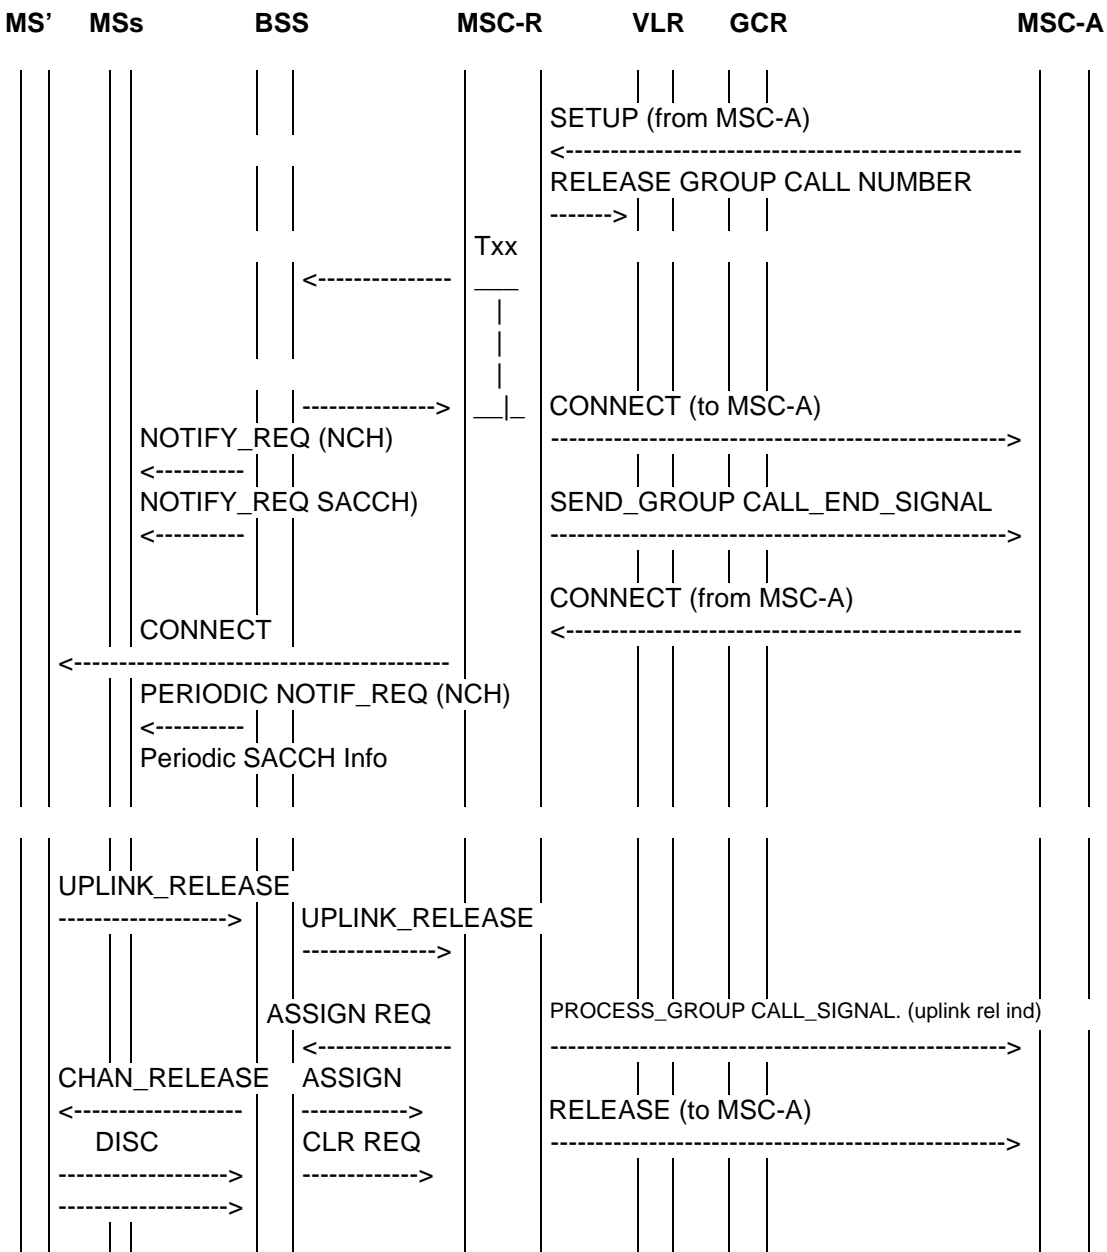 MS’ MSs BSS MSC-R VLR GCR MSC-A
SETUP (from MSC-A)
RELEASE GROUP CALL NUMBER
Txx
CONNECT (to MSC-A)
NOTIFY_REQ (NCH)
NOTIFY_REQ SACCH) SEND_GROUP CALL_END_SIGNAL
CONNECT (from MSC-A)
CONNECT
PERIODIC NOTIF_REQ (NCH)
Periodic SACCH Info
UPLINK_RELEASE
UPLINK_RELEASE
ASSIGN REQ PROCESS_GROUP CALL_SIGNAL. (uplink rel ind)
CHAN_RELEASE ASSIGN
RELEASE (to MSC-A)
DISC CLR REQ